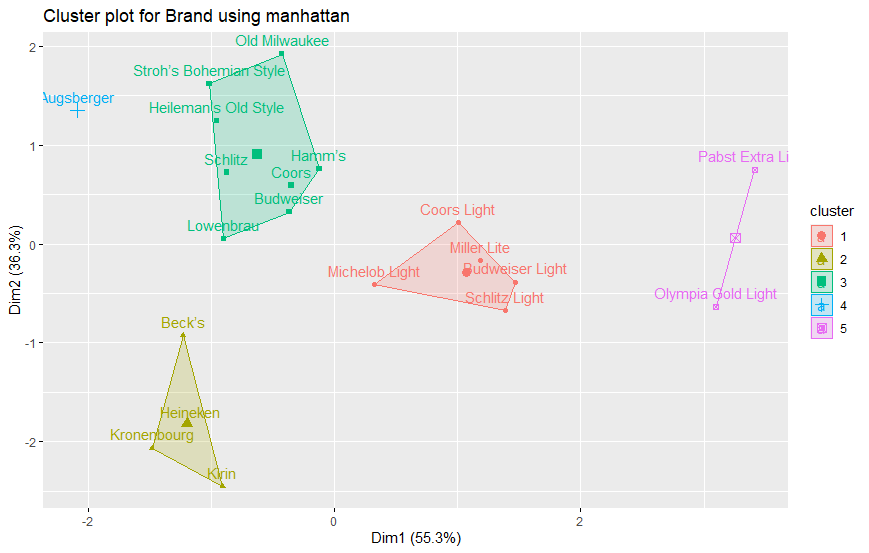 Cluster plot for Brand using manhattan
Old Milwaukee
Stroh's Bohemian Style
Augsberger
Heileman's Old Style
Schlitz
Hamm's
Coors
Budweiser
Lowenbrau
Pabst Extra Li
Coors Light
Miller Lite
Michelob Light
Budweiser Light
Schlitz Light
Olympia Gold Light
Beck's
Heineken
Kronenbourg
Kirin
2
1
0
-1
-2
Dim2 (36.3%)
-2
0
2
Dim1 (55.3%)
cluster
1
2
3
4
5